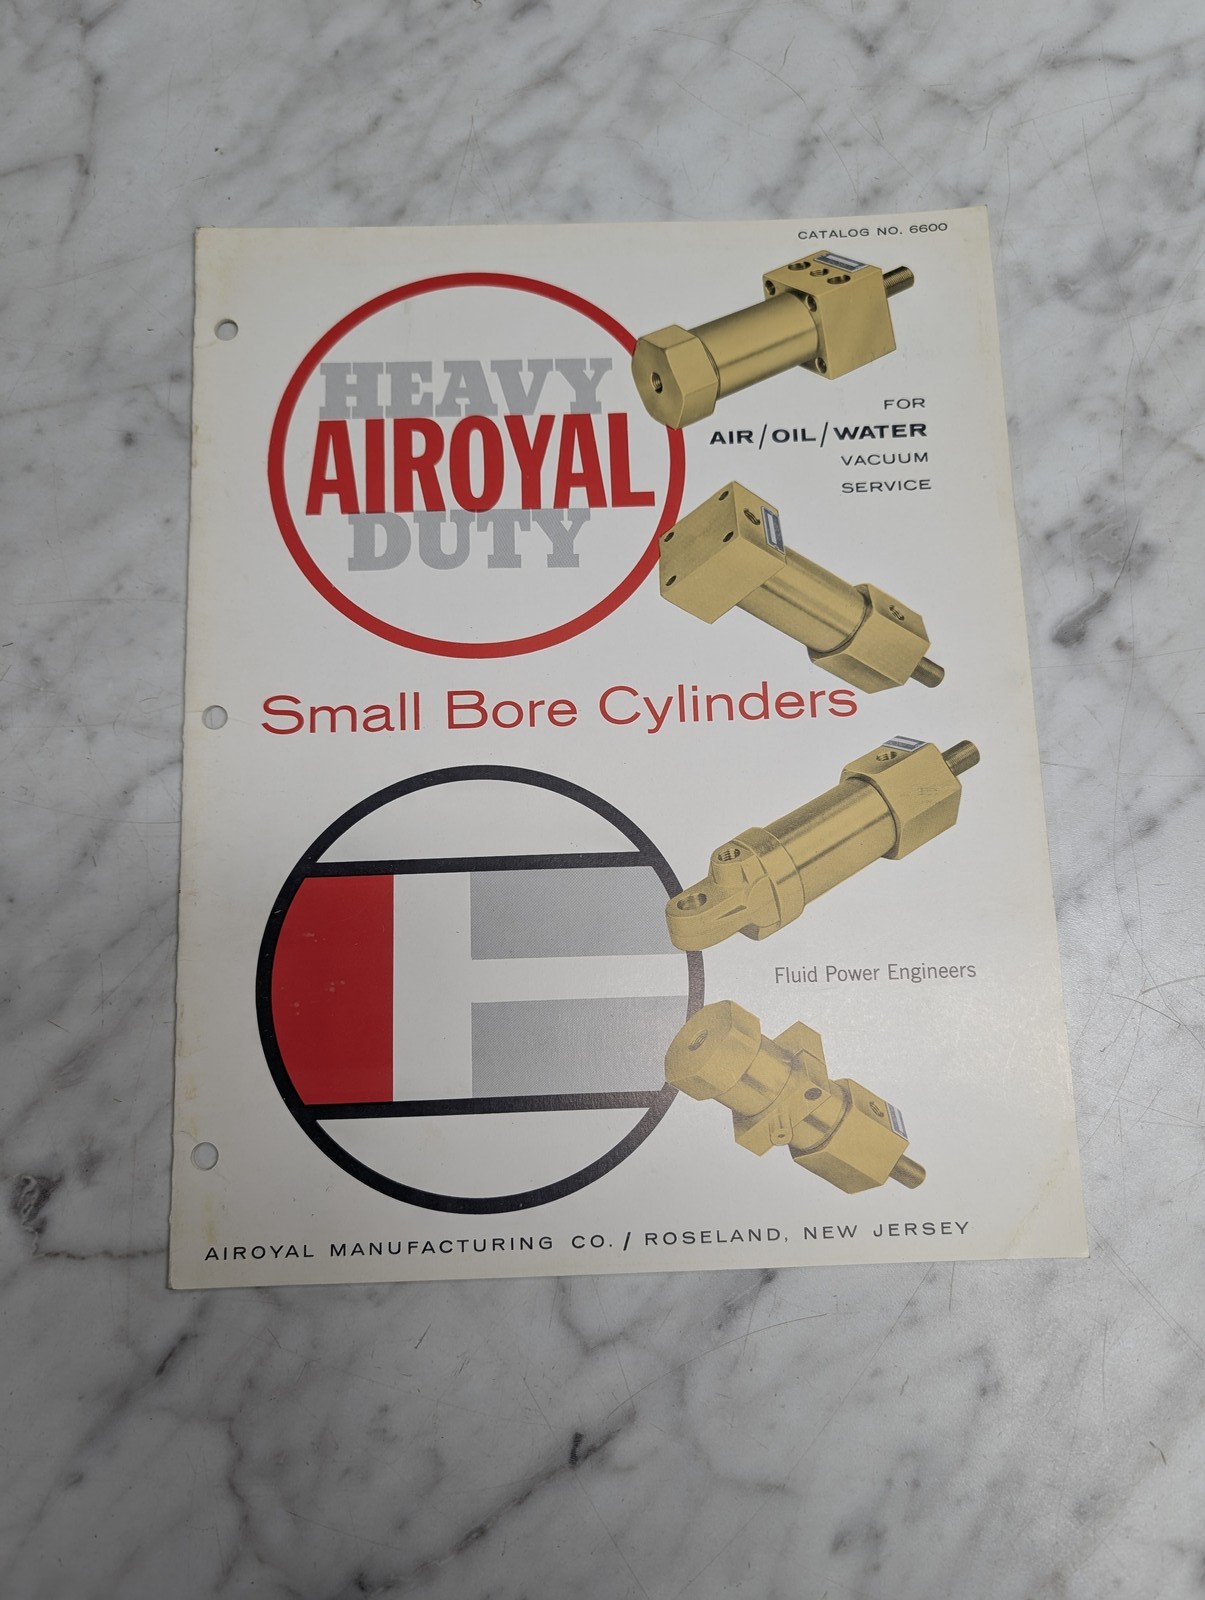 CATALOG NO. 6600
HEAVY
AIROYAL
DUTY
FOR
AIR/OIL/WATER
VACUUM
SERVICE
Small Bore Cylinders
Fluid Power Engineers
AIROYAL MANUFACTURING CO. / ROSELAND, NEW JERSEY